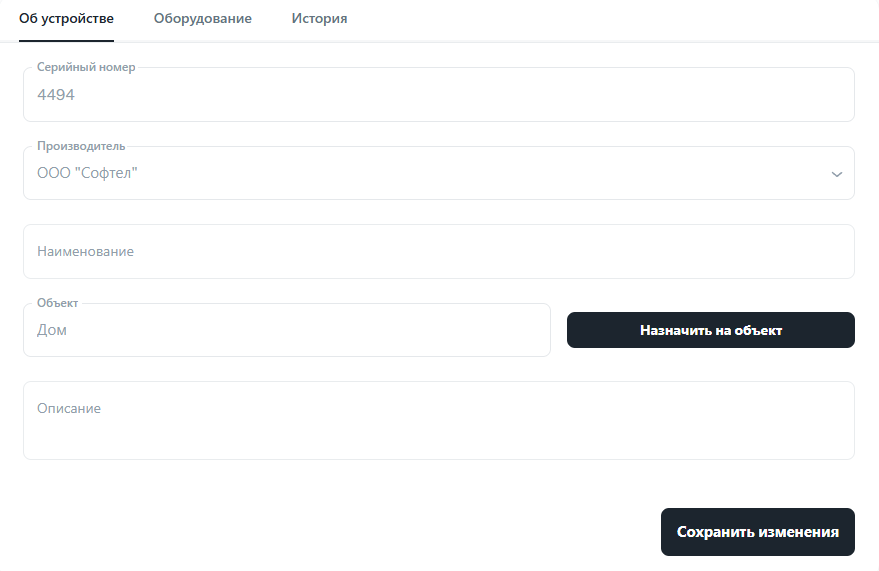 Об устройстве Оборудование История
Серийный номер
4494
Производитель
ООО "Софтел"
Наименование
Объект
Дом
Назначить на объект
Описание
Сохранить изменения